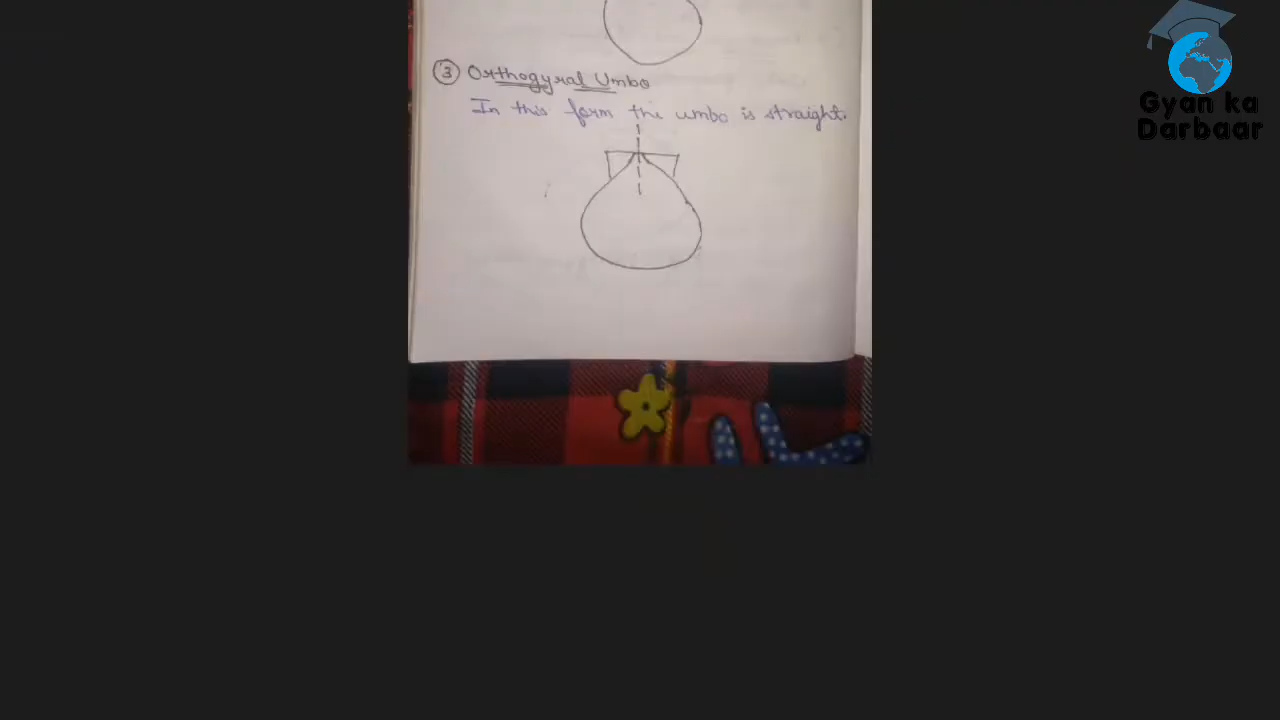 ③ Orthogyral Umbo
In this form the umbo is straight.
Gyan ka
Darbaar